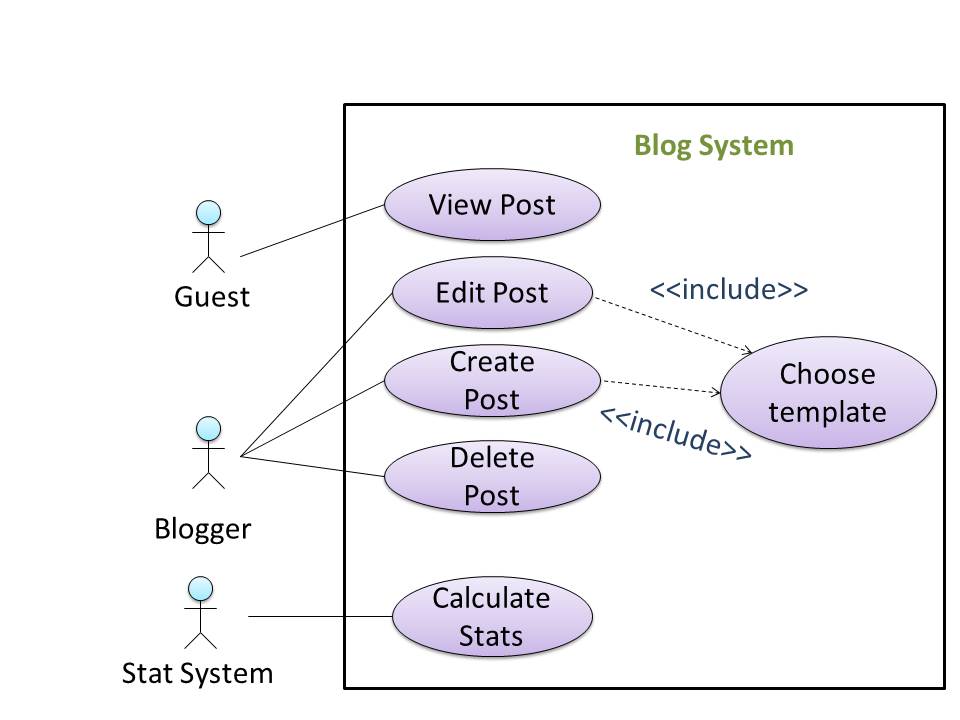 Blog System
View Post
Guest
Edit Post
<<include>>
Create
Post
Choose
template
<<include>>
Blogger
Delete
Post
Calculate
Stats
Stat System